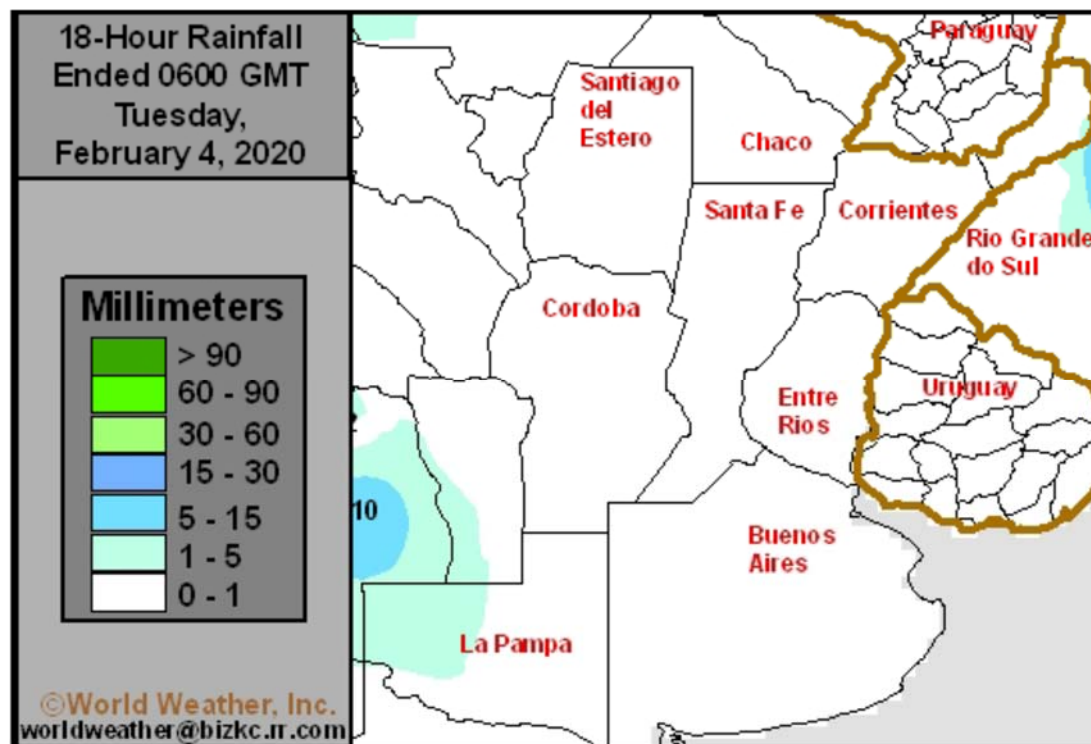 18-Hour Rainfall
Ended 0600 GMT
Tuesday,
February 4, 2020
Millimeters
> 90
60 - 90
30 - 60
15 - 30
5 - 15
1 - 5
0 - 1
©World Weather, Inc.
worldweather@bizkc.rr.com
Paraguay
Santiago
del
Estero
Chaco
Santa Fe
Corrientes
Rio Grande
do Sul
Cordoba
Uruguay
Entre
Rios
10
Buenos
Aires
La Pampa